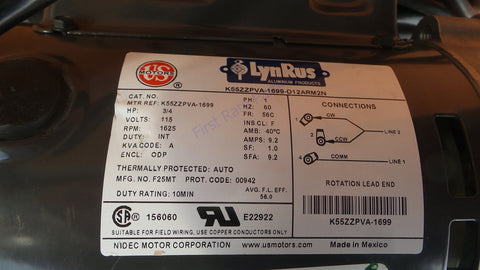 US
MOTORS
®
LynRus
ALUMINUM PRODUCTS
K55ZZPVA-1699-D12ARM2N
CAT. NO.
MTR REF: K55ZZPVA-1699
HP: 3/4
VOLTS: 115
RPM: 1625
DUTY: INT
KVA CODE: A
ENCL: ODP
PH: 1
HZ: 60
FR: 56C
INS CL: F
AMB: 40°C
AMPS: 9.2
SF: 1.0
SFA: 9.2
THERMALLY PROTECTED: AUTO
MFG. NO. F25MT PROT. CODE: 00942
DUTY RATING: 10MIN
AVG. F.L. EFF.
56.0
CONNECTIONS
CW
1
LINE 2
2
CCW
4
COMM
LINE 1
ROTATION LEAD END
K55ZZPVA-1699
156060
E22922
SUITABLE FOR FIELD WIRING, USE COPPER CONDUCTORS ONLY
NIDEC MOTOR CORPORATION
www.usmotors.com
Made in Mexico
First